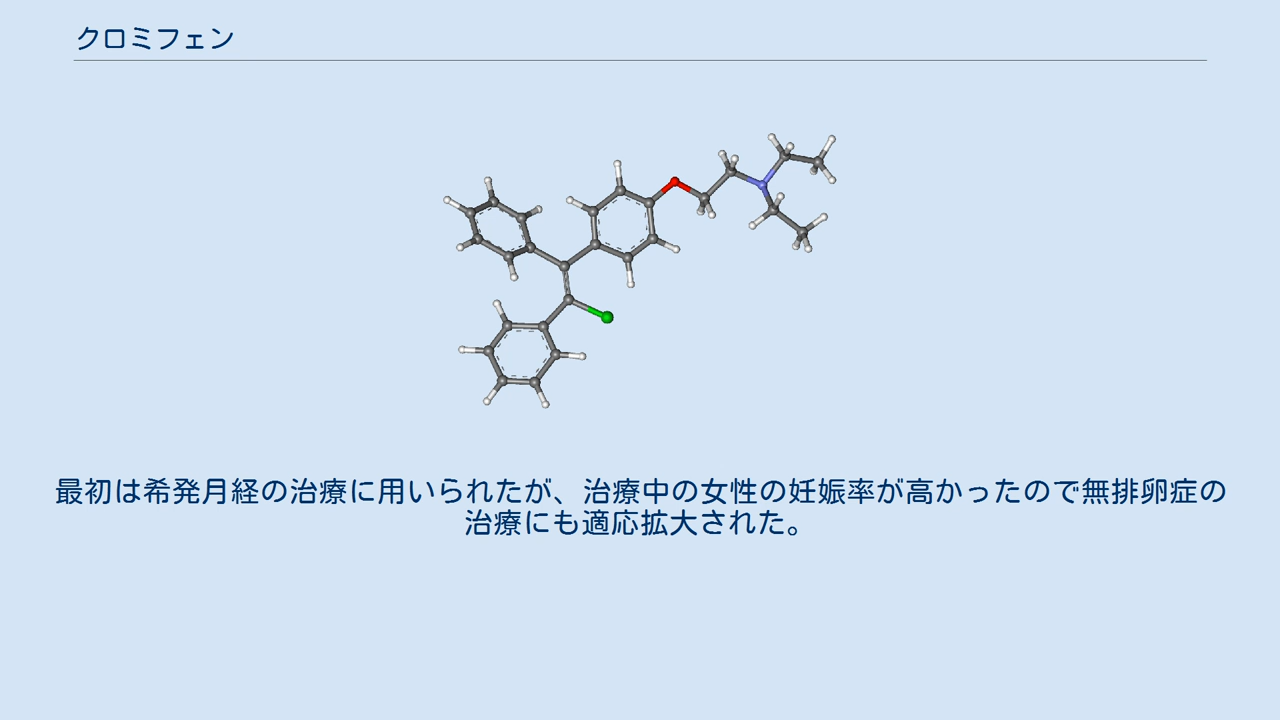 クロミフェン
最初は希発月経の治療に用いられたが、治療中の女性の妊娠率が高かったので無排卵症の
治療にも適応拡大された。